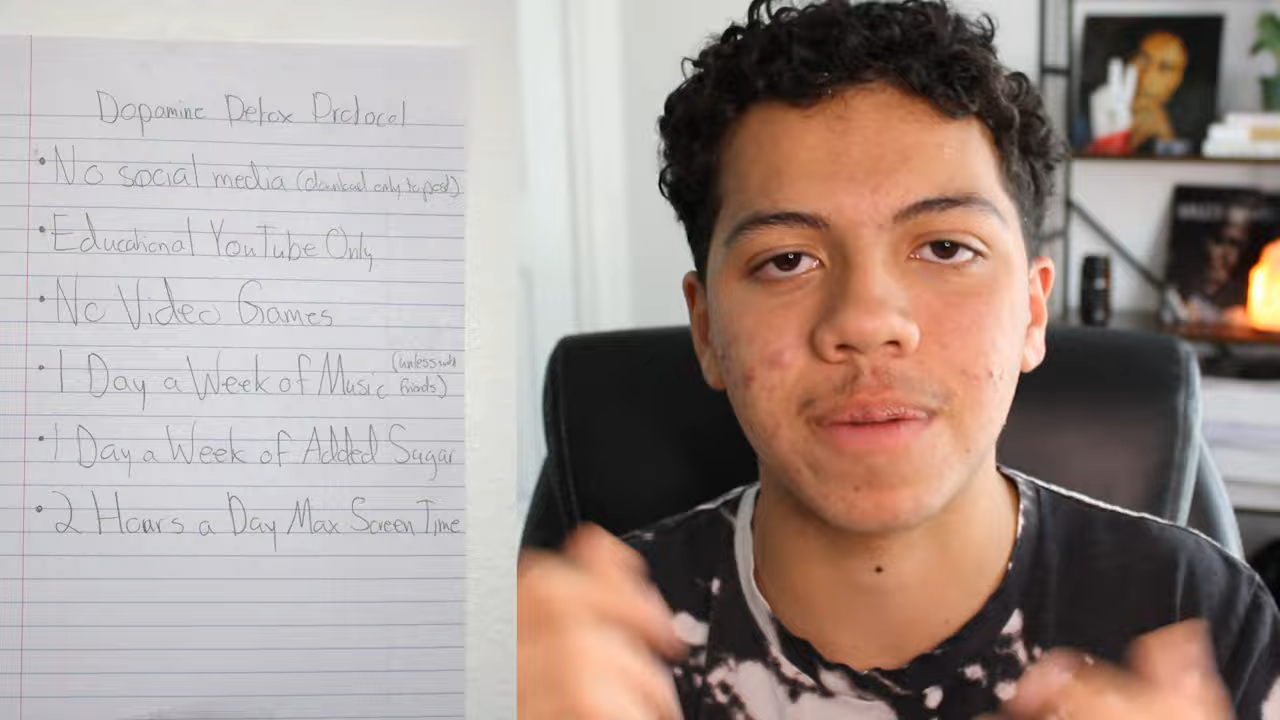 Dopamine Detox Protocol
• No social media (download only to post)
• Educational YouTube Only
• No Video Games
• 1 Day a Week of Music (unless with friends)
• 1 Day a Week of Added Sugar
• 2 Hours a Day Max Screen Time